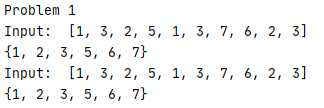 Problem 1
Input:  [1, 3, 2, 5, 1, 3, 7, 6, 2, 3]
{1, 2, 3, 5, 6, 7}
Input:  [1, 3, 2, 5, 1, 3, 7, 6, 2, 3]
{1, 2, 3, 5, 6, 7}